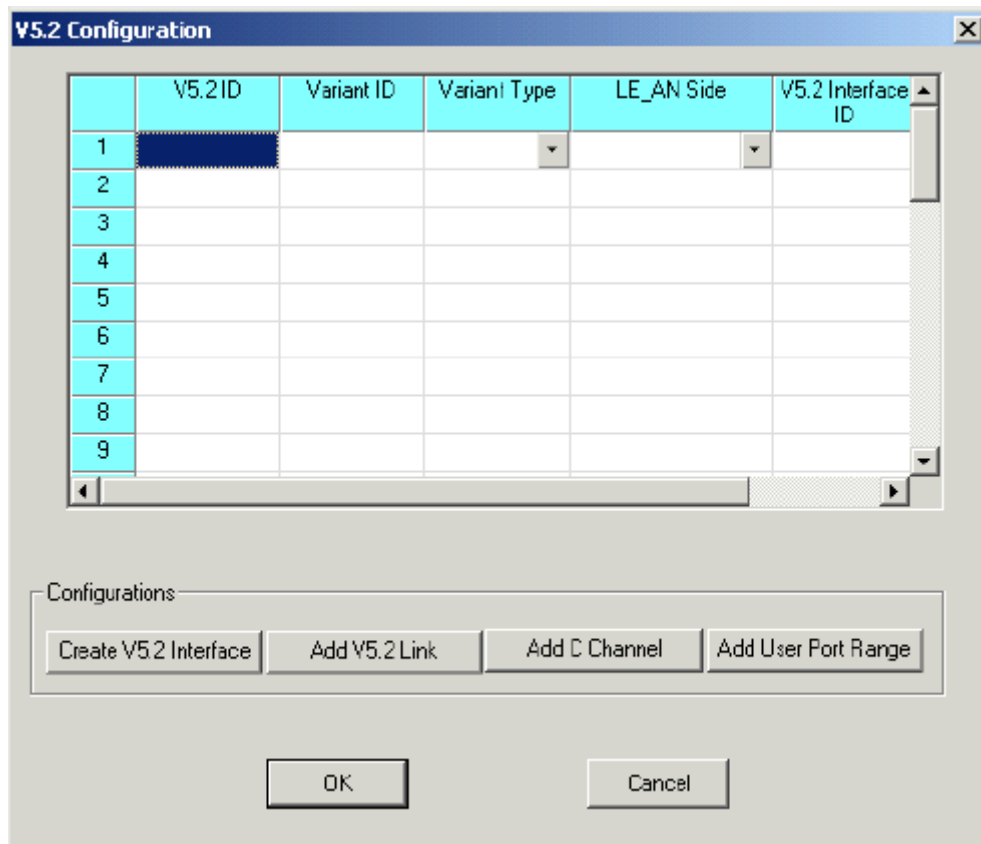 V5.2 Configuration
V5.2 ID Variant ID Variant Type LE_AN Side V5.2 Interface
ID
1
2
3
4
5
6
7
8
9
Configurations
Create V5.2 Interface Add V5.2 Link Add C Channel Add User Port Range
OK Cancel